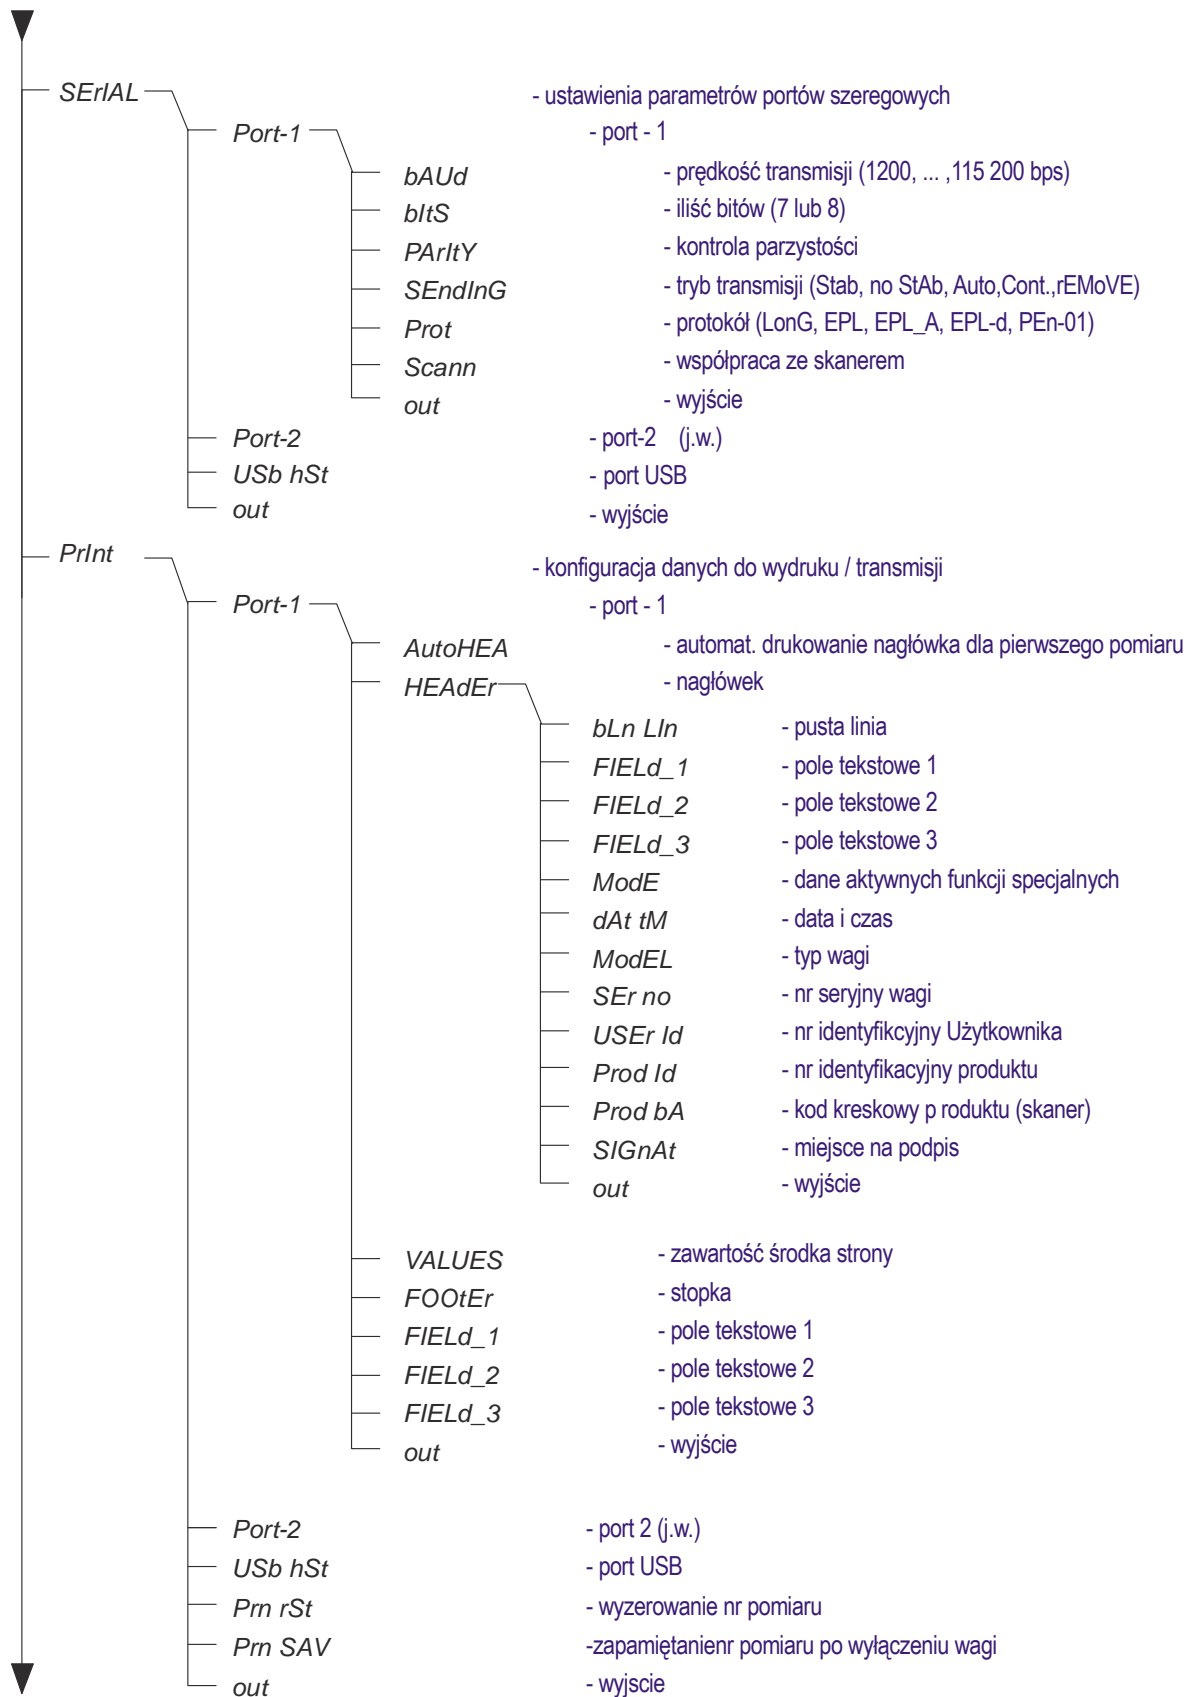 SErIAL - ustawienia parametrów portów szeregowych
Port-1 - port - 1
bAUd - prędkość transmisji (1200, ... ,115 200 bps)
bItS - iliść bitów (7 lub 8)
PArItY - kontrola parzystości
SEndInG - tryb transmisji (Stab, no StAb, Auto,Cont.,rEMoVE)
Prot - protokół (LonG, EPL, EPL_A, EPL-d, PEn-01)
Scann - współpraca ze skanerem
out - wyjście
Port-2 - port-2 (j.w.)
USb hSt - port USB
out - wyjście
PrInt - konfiguracja danych do wydruku / transmisji
Port-1 - port - 1
AutoHEA - automat. drukowanie nagłówka dla pierwszego pomiaru
HEAdEr - nagłówek
bLn LIn - pusta linia
FIELd_1 - pole tekstowe 1
FIELd_2 - pole tekstowe 2
FIELd_3 - pole tekstowe 3
ModE - dane aktywnych funkcji specjalnych
dAt tM - data i czas
ModEL - typ wagi
SEr no - nr seryjny wagi
USEr Id - nr identyfikcyjny Użytkownika
Prod Id - nr identyfikacyjny produktu
Prod bA - kod kreskowy p roduktu (skaner)
SIGnAt - miejsce na podpis
out - wyjście
VALUES - zawartość środka strony
FOOtEr - stopka
FIELd_1 - pole tekstowe 1
FIELd_2 - pole tekstowe 2
FIELd_3 - pole tekstowe 3
out - wyjście
Port-2 - port 2 (j.w.)
USb hSt - port USB
Prn rSt - wyzerowanie nr pomiaru
Prn SAV -zapamiętanienr pomiaru po wyłączeniu wagi
out - wyjscie